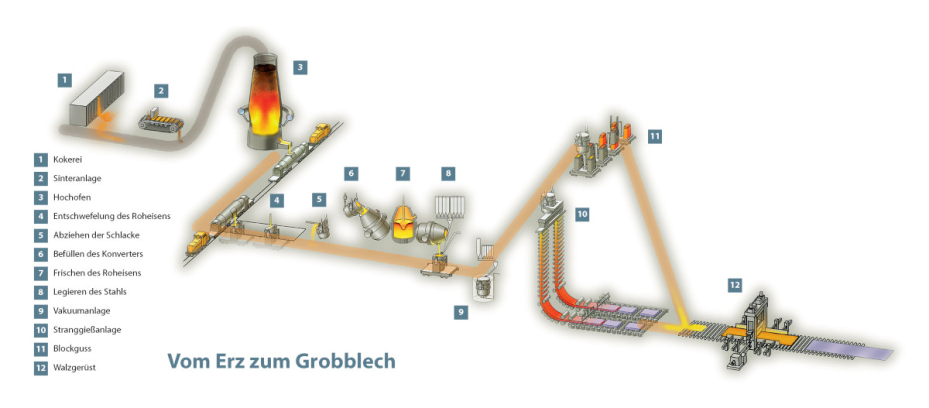 1
2
3
4
5
6
7
8
9
10
11
12
1 Kokerei
2 Sinteranlage
3 Hochofen
4 Entschwefelung des Roheisens
5 Abziehen der Schlacke
6 Befüllen des Konverters
7 Frischen des Roheisens
8 Legieren des Stahls
9 Vakuumanlage
10 Stranggießanlage
11 Blockguss
12 Walzgerüst
Vom Erz zum Grobblech